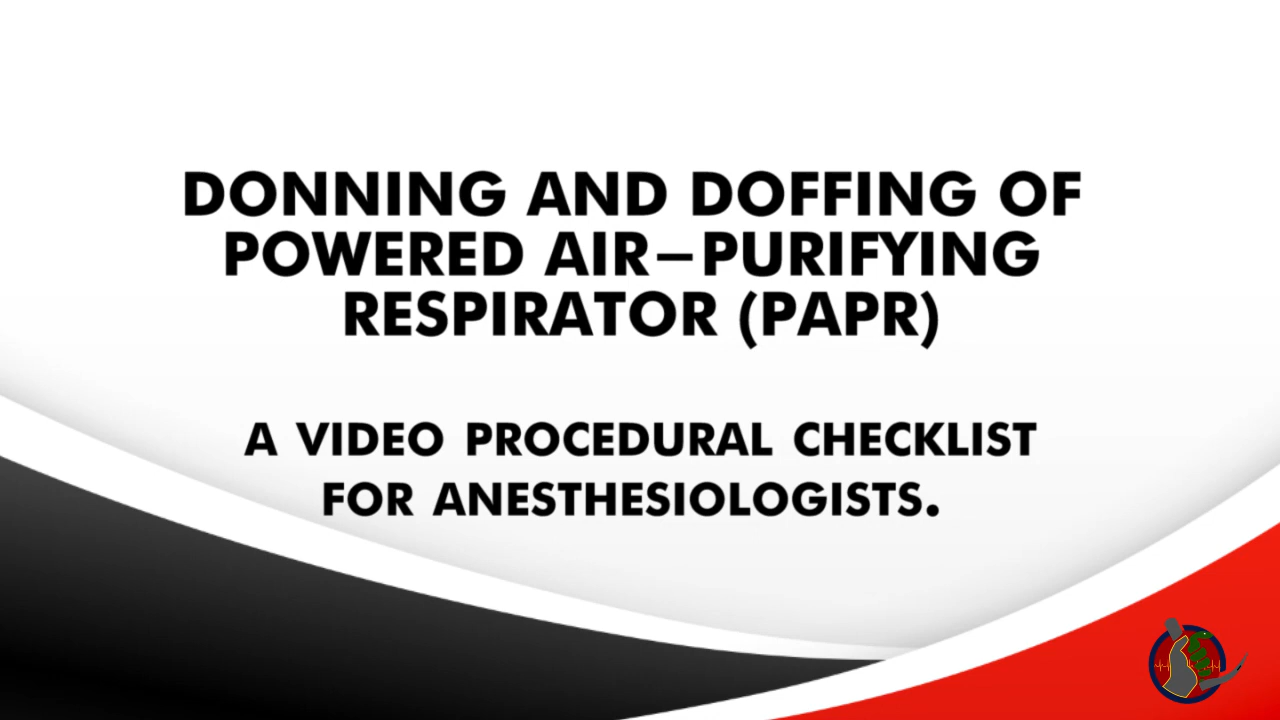 DONNING AND DOFFING OF
POWERED AIR–PURIFYING
RESPIRATOR (PAPR)
A VIDEO PROCEDURAL CHECKLIST
FOR ANESTHESIOLOGISTS.